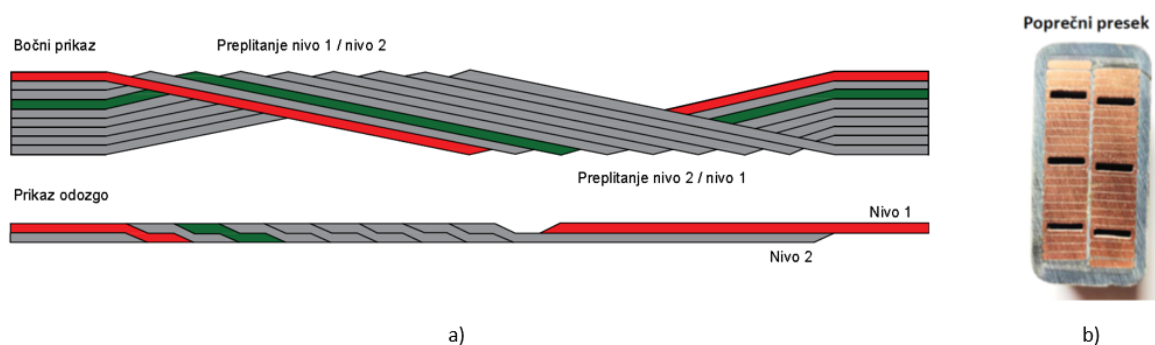 Bočni prikaz
Preplitanje nivo 1 / nivo 2
Preplitanje nivo 2 / nivo 1
Prikaz odozgo
Nivo 1
Nivo 2
a)
Poprečni presek
b)